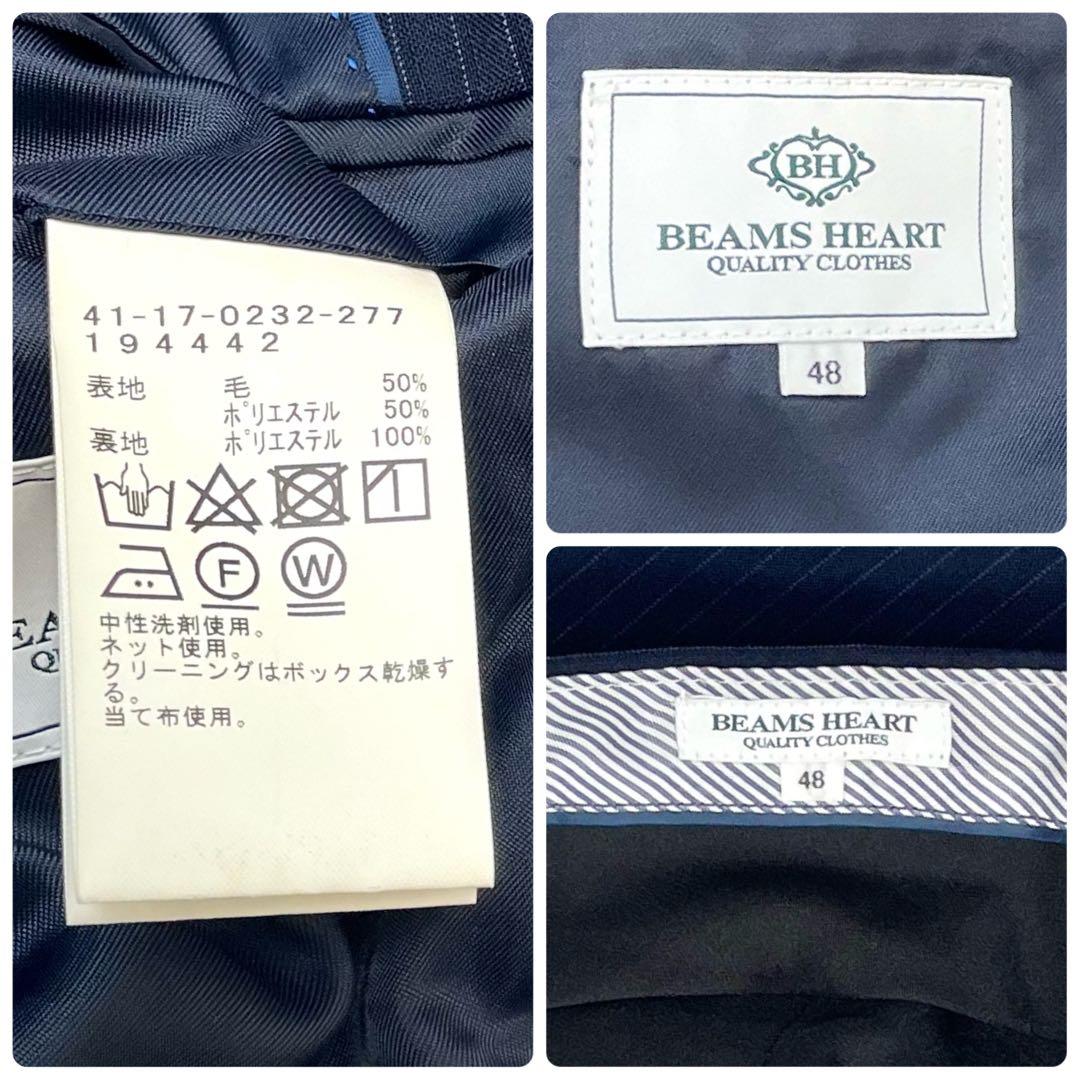 41-17-0232-277
194442
表地 毛 50%
ポリエステル 50%
裏地 ポリエステル 100%
F W
中性洗剤使用。
ネット使用。
クリーニングはボックス乾燥す
る。
当て布使用。
BH
BEAMS HEART
QUALITY CLOTHES
48
BEAMS HEART
QUALITY CLOTHES
48